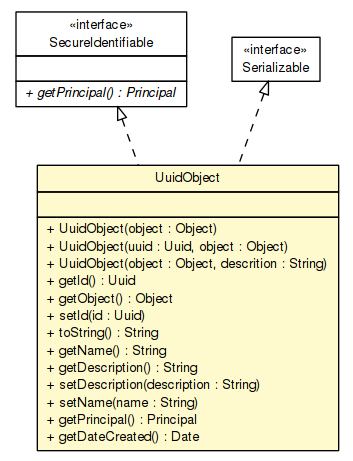 «interface»
SecureIdentifiable
+ getPrincipal() : Principal
«interface»
Serializable
UuidObject
+ UuidObject(object : Object)
+ UuidObject(uuid : Uuid, object : Object)
+ UuidObject(object : Object, descrition : String)
+ getId() : Uuid
+ getObject() : Object
+ setId(id : Uuid)
+ toString() : String
+ getName() : String
+ getDescription() : String
+ setDescription(description : String)
+ setName(name : String)
+ getPrincipal() : Principal
+ getDateCreated() : Date